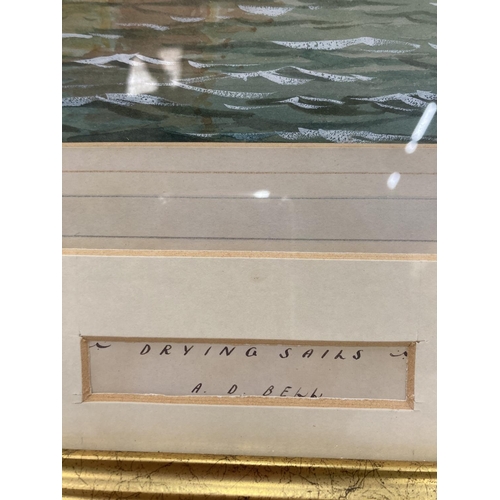 ~ DRYING SAILS ~
A. D. BELL